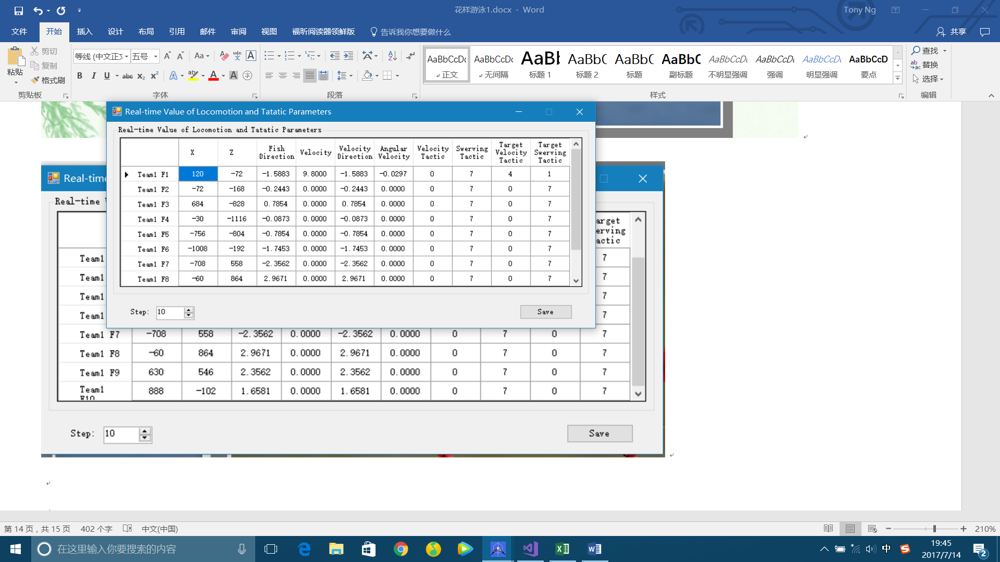 花样游泳1.docx - Word
Tony Ng
文件 开始 插入 设计 布局 引用 邮件 审阅 视图 福昕阅读器领鲜版 告诉我你想要做什么 共享
粘贴
剪切
复制
格式刷
剪贴板
等线 (中文正文 五号
字体
段落
AaBbCcDc AaBbCcDc AaBb AaBbC AaBbC AaBbC AaBbCcDc AaBbCcDc AaBbCcDc AaBbCcD
正文 无间隔 标题 1 标题 2 标题 副标题 不明显强调 强调 明显强调 要点
样式
查找
替换
选择
编辑
Real-time Value of Locomotion and Tatatic Parameters
Real-time Value of Locomotion and Tatatic Parameters
X Z Fish Direction Velocity Velocity Direction Angular Velocity Velocity Tactic Swerving Tactic Target Velocity Tactic Target Swerving Tactic
Team1 F1 120 -72 -1.5883 9.8000 -1.5883 -0.0297 0 7 4 1
Team1 F2 -72 -168 -0.2443 0.0000 -0.2443 0.0000 0 7 0 7
Team1 F3 684 -828 0.7854 0.0000 0.7854 0.0000 0 7 0 7
Team1 F4 -30 -1116 -0.0873 0.0000 -0.0873 0.0000 0 7 0 7
Team1 F5 -756 -804 -0.7854 0.0000 -0.7854 0.0000 0 7 0 7
Team1 F6 -1008 -192 -1.7453 0.0000 -1.7453 0.0000 0 7 0 7
Team1 F7 -708 558 -2.3562 0.0000 -2.3562 0.0000 0 7 0 7
Team1 F8 -60 864 2.9671 0.0000 2.9671 0.0000 0 7 0 7
Step: 10 Save
Real-time
Real-time
arget
erving
actic
Team1 7
Team1 7
Team1 7
Team1 7
Team1 F7 -708 558 -2.3562 0.0000 -2.3562 0.0000 0 7 0 7
Team1 F8 -60 864 2.9671 0.0000 2.9671 0.0000 0 7 0 7
Team1 F9 630 546 2.3562 0.0000 2.3562 0.0000 0 7 0 7
Team1 F10 888 -102 1.6581 0.0000 1.6581 0.0000 0 7 0 7
Step: 10 Save
第 14 页，共 15 页 402 个字 中文(中国) 210%
在这里输入你要搜索的内容
中
19:45
2017/7/14
2